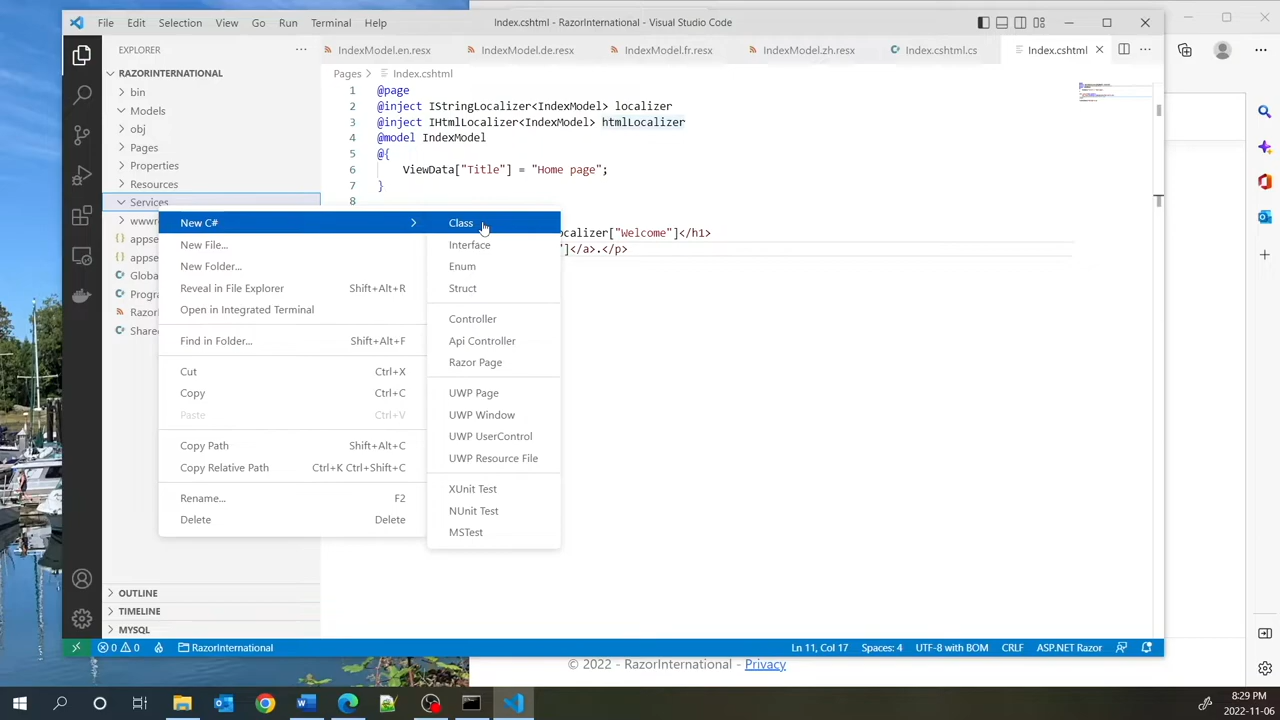 File Edit Selection View Go Run Terminal Help
Index.cshtml - RazorInternational - Visual Studio Code
EXPLORER
RAZORINTERNATIONAL
bin
Models
obj
Pages
Properties
Resources
Services
appse
appse
Globa
Progra
Razor
Share
OUTLINE
TIMELINE
MYSQL
IndexModel.en.resx
IndexModel.de.resx
IndexModel.fr.resx
IndexModel.zh.resx
Index.cshtml.cs
Index.cshtml
Pages > Index.cshtml
1 @page
2 @inject IStringLocalizer<IndexModel> localizer
3 @inject IHtmlLocalizer<IndexModel> htmlLocalizer
4 @model IndexModel
5 @{
6 ViewData["Title"] = "Home page";
7 }
8
ocalizer["Welcome"]</h1>
"]</a>.</p>
New C#
New File...
New Folder...
Reveal in File Explorer Shift+Alt+R
Open in Integrated Terminal
Find in Folder... Shift+Alt+F
Cut Ctrl+X
Copy Ctrl+C
Paste Ctrl+V
Copy Path Shift+Alt+C
Copy Relative Path Ctrl+K Ctrl+Shift+C
Rename... F2
Delete Delete
Class
Interface
Enum
Struct
Controller
Api Controller
Razor Page
UWP Page
UWP Window
UWP UserControl
UWP Resource File
XUnit Test
NUnit Test
MSTest
0 0 RazorInternational
Ln 11, Col 17 Spaces: 4 UTF-8 with BOM CRLF ASP.NET Razor
© 2022 - RazorInternational - Privacy
8:29 PM
2022-11-06